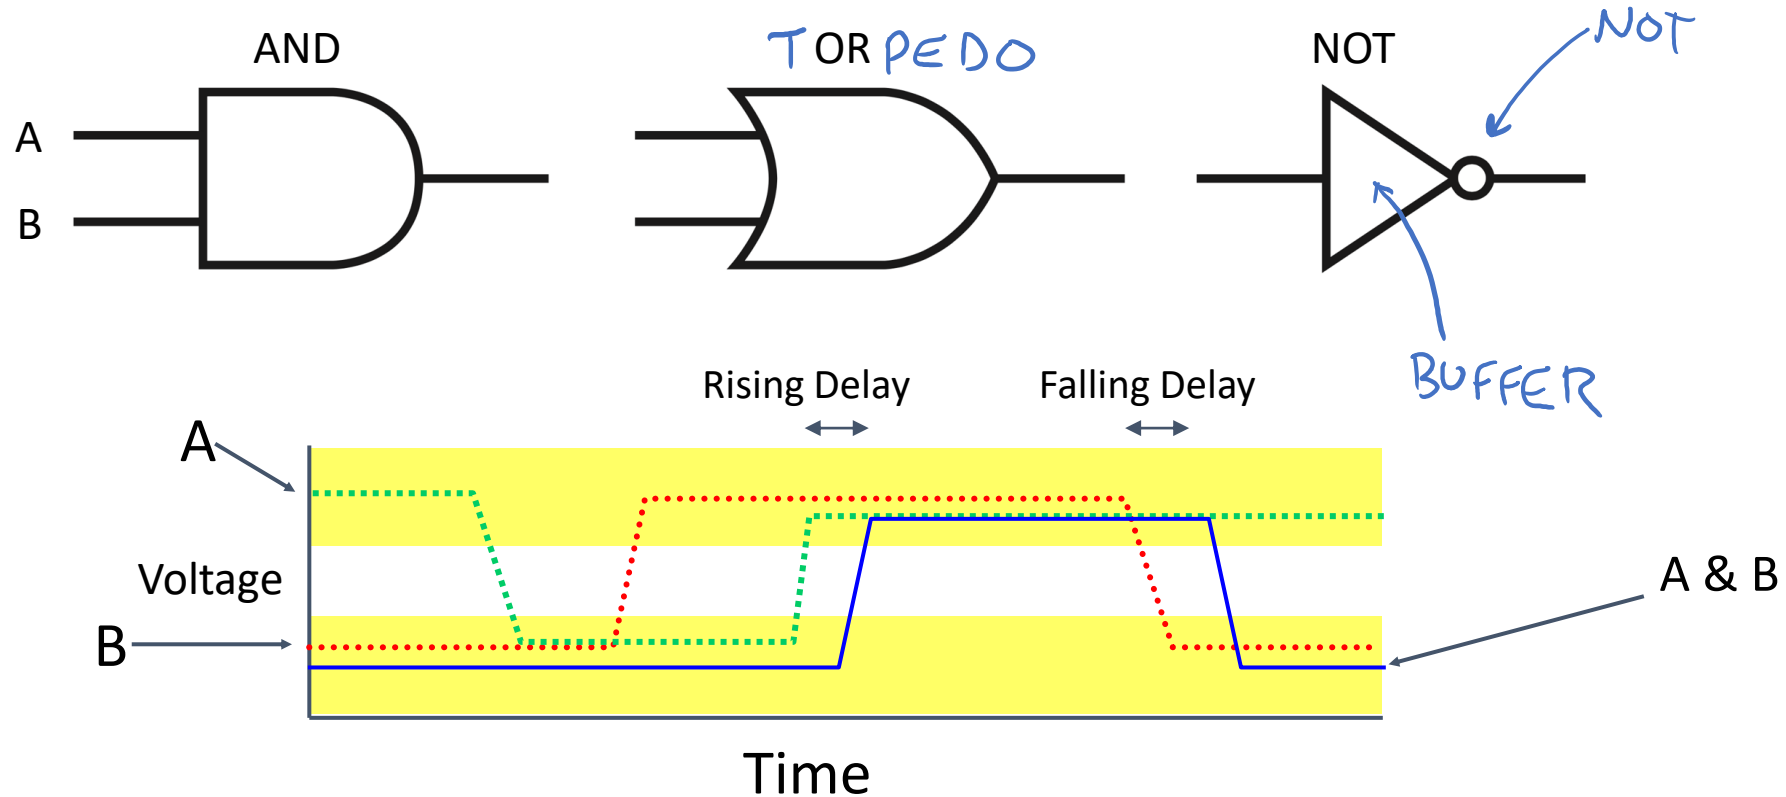 AND
TORPEDO
NOT
NOT
A
B
BUFFER
Rising Delay
Falling Delay
A
Voltage
B
A & B
Time